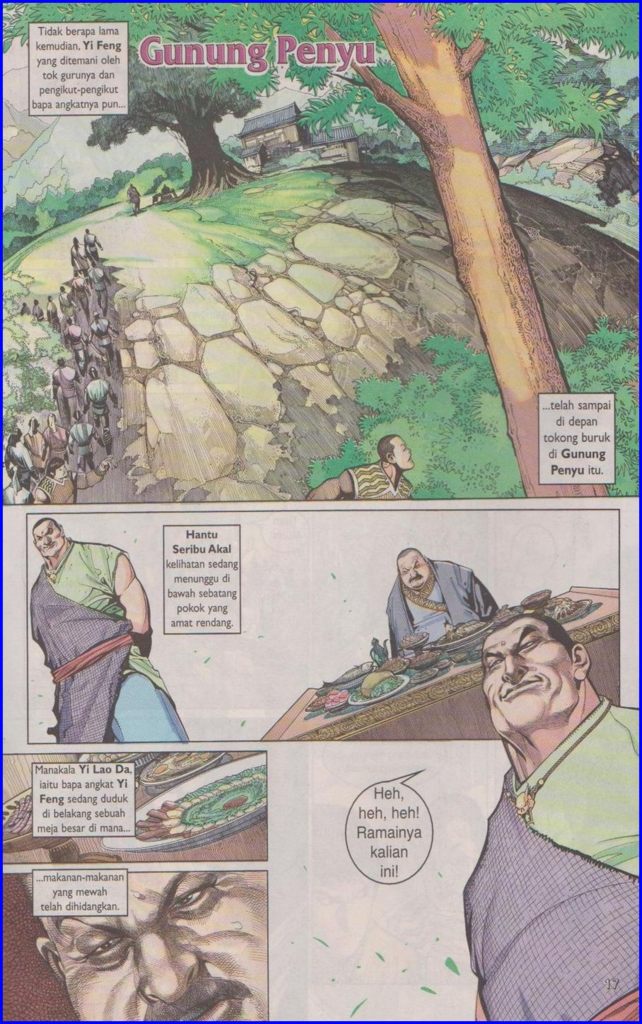 Tidak berapa lama
kemudian, Yi Feng
yang ditemani oleh
tok gurunya dan
pengikut-pengikut
bapa angkatnya pun...
Gunung Penyu
...telah sampai
di depan
tokong buruk
di Gunung
Penyu itu.
Hantu
Seribu Akal
kelihatan sedang
menunggu di
bawah sebatang
pokok yang
amat rendang.
Manakala Yi Lao Da,
iaitu bapa angkat Yi
Feng sedang duduk
di belakang sebuah
meja besar di mana...
Heh,
heh, heh!
Ramainya
kalian
ini!
...makanan-makanan
yang mewah
telah dihidangkan.
17